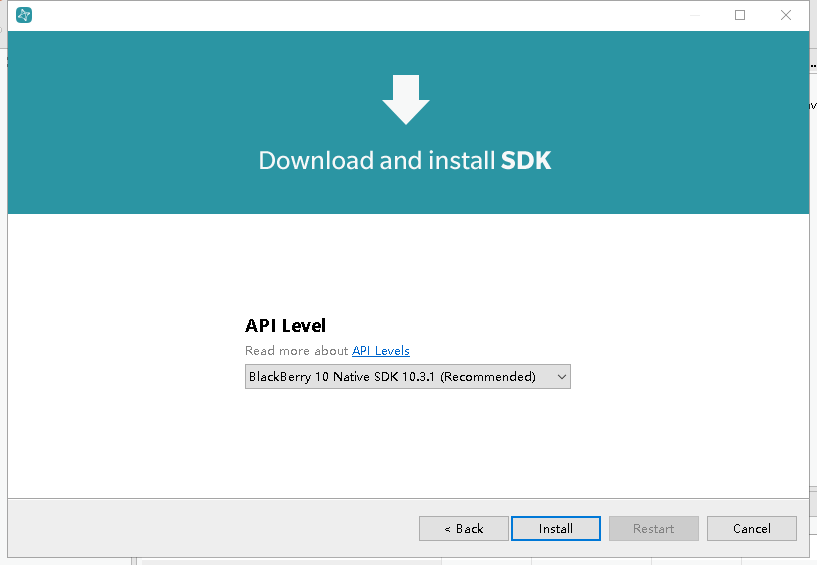 Download and install SDK
API Level
Read more about API Levels
BlackBerry 10 Native SDK 10.3.1 (Recommended)
< Back
Install
Restart
Cancel